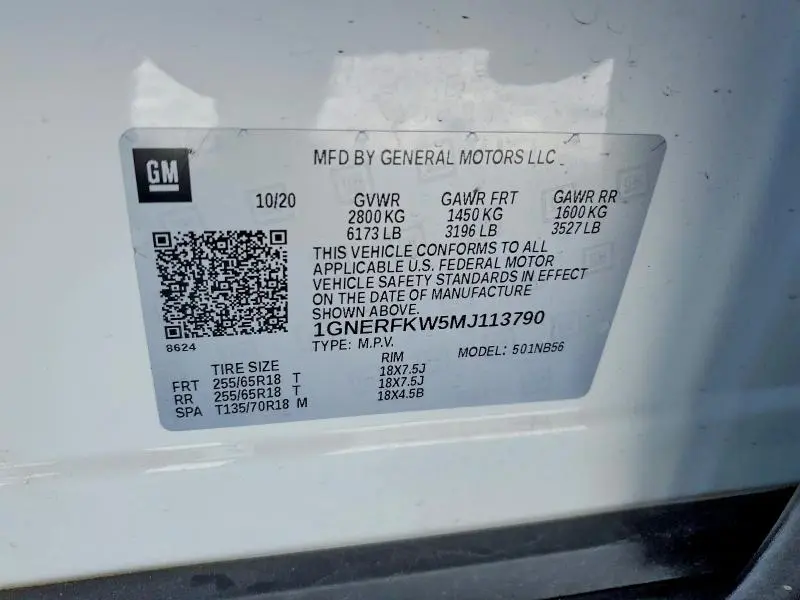 GM
MFD BY GENERAL MOTORS LLC
10/20 GVWR GAWR FRT GAWR RR
2800 KG 1450 KG 1600 KG
6173 LB 3196 LB 3527 LB
THIS VEHICLE CONFORMS TO ALL
APPLICABLE U.S. FEDERAL MOTOR
VEHICLE SAFETY STANDARDS IN EFFECT
ON THE DATE OF MANUFACTURE
SHOWN ABOVE.
1GNERFKW5MJ113790
8624
TYPE: M.P.V. MODEL: 501NB56
TIRE SIZE RIM
FRT 255/65R18 T 18X7.5J
RR 255/65R18 T 18X7.5J
SPA T135/70R18 M 18X4.5B